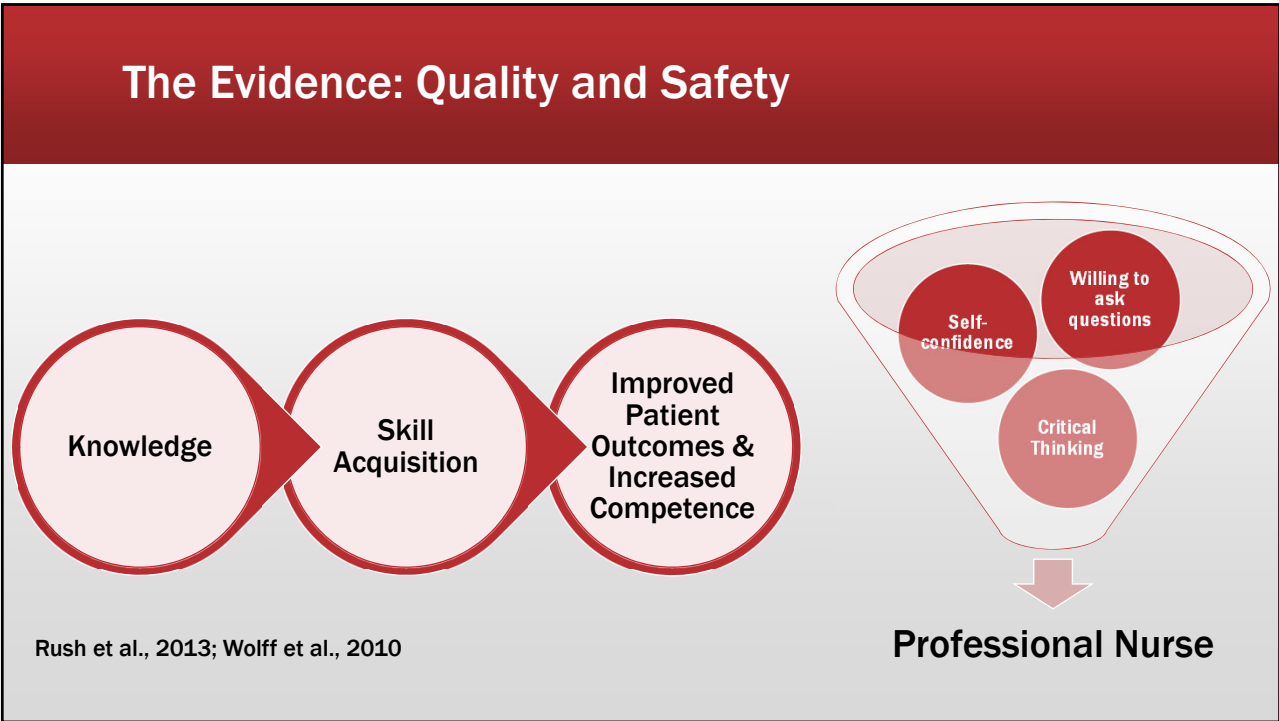 The Evidence: Quality and Safety
Knowledge
Skill
Acquisition
Improved
Patient
Outcomes &
Increased
Competence
Self-
confidence
Willing to
ask
questions
Critical
Thinking
Professional Nurse
Rush et al., 2013; Wolff et al., 2010